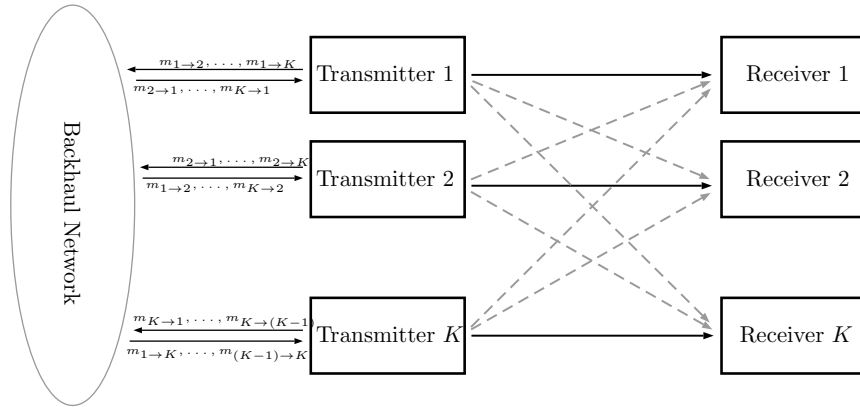 m_{1→2}, . . . , m_{1→K}
m_{2→1}, . . . , m_{K→1}
Transmitter 1
Receiver 1
m_{2→1}, . . . , m_{2→K}
m_{1→2}, . . . , m_{K→2}
Transmitter 2
Receiver 2
Backhaul Network
m_{K→1}, . . . , m_{K→(K−1)}
m_{1→K}, . . . , m_{(K−1)→K}
Transmitter K
Receiver K